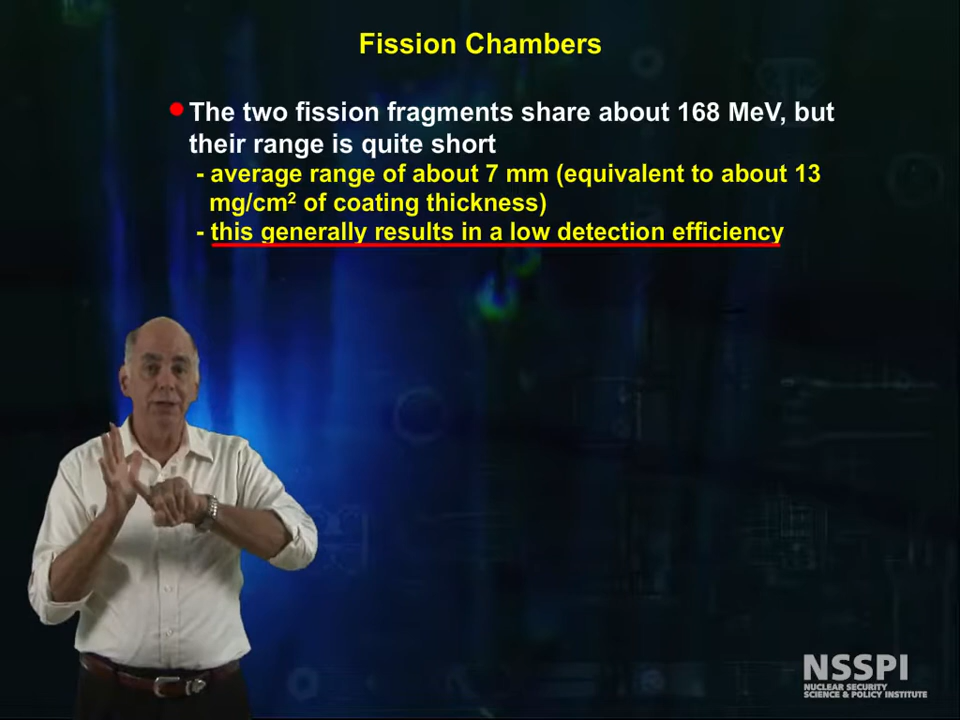 Fission Chambers
The two fission fragments share about 168 MeV, but
their range is quite short
- average range of about 7 mm (equivalent to about 13
mg/cm² of coating thickness)
- this generally results in a low detection efficiency
NSSPI
NUCLEAR SECURITY
SCIENCE & POLICY INSTITUTE